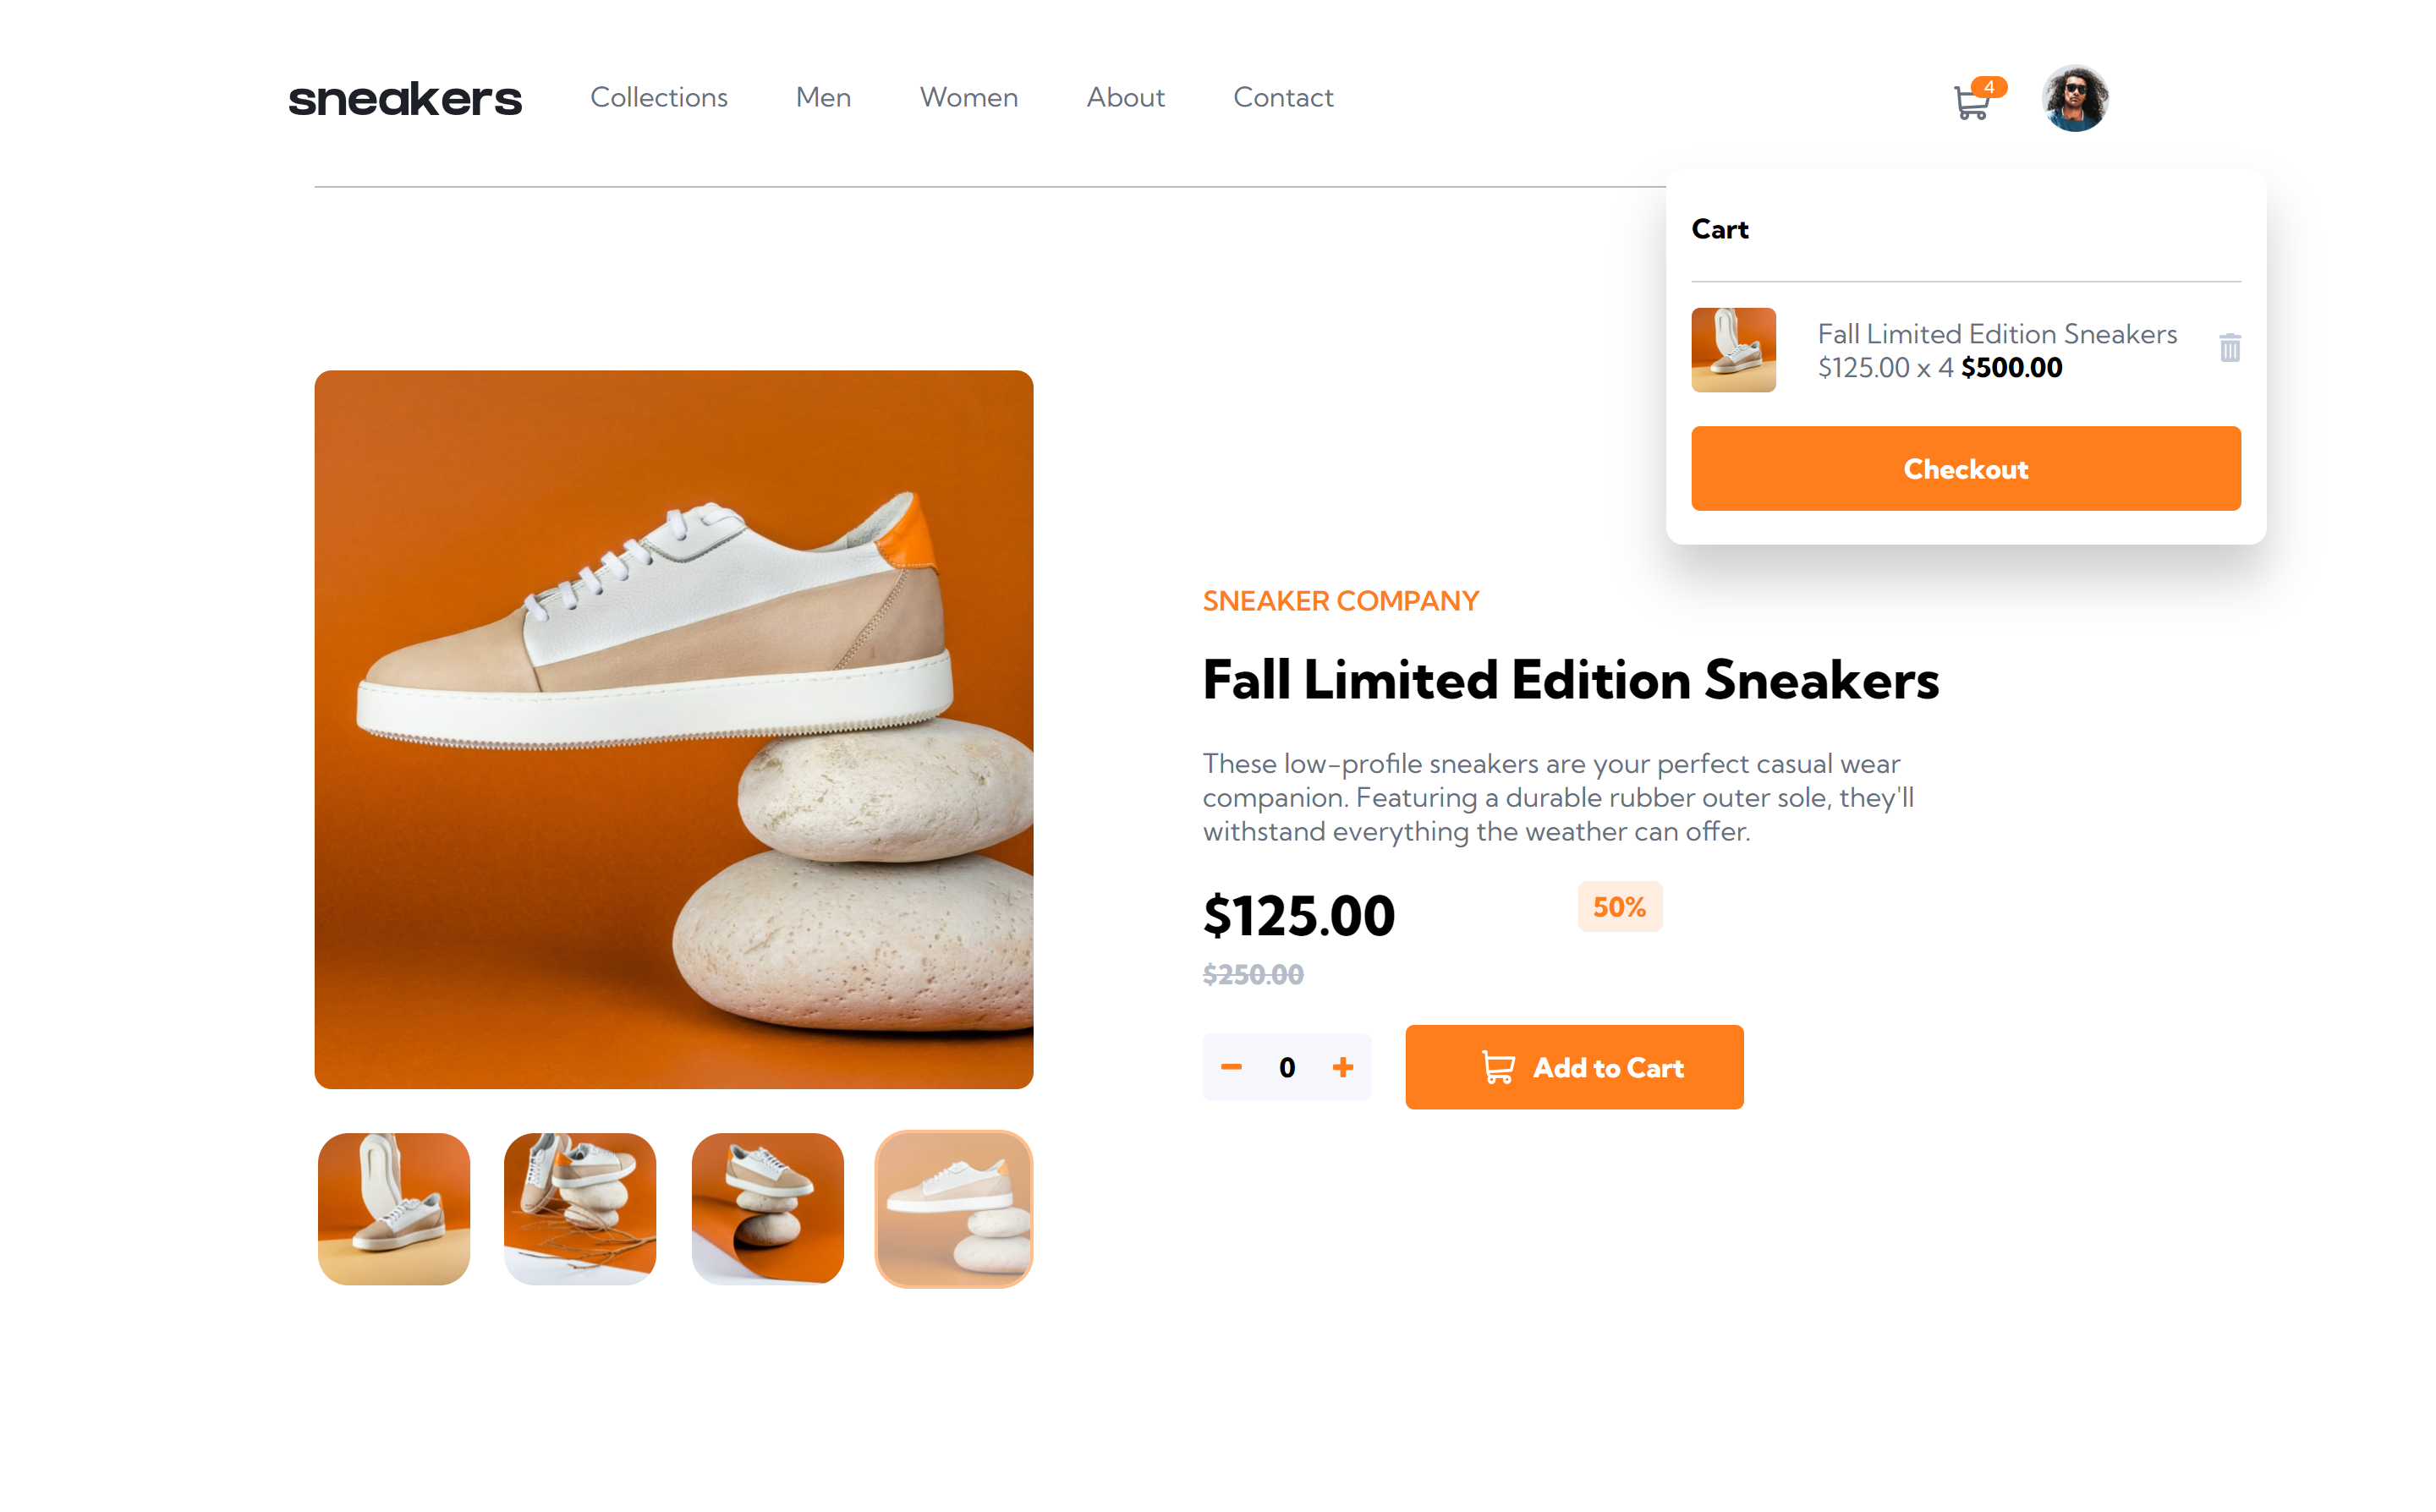 sneakers
Collections
Men
Women
About
Contact
4
Cart
Fall Limited Edition Sneakers
$125.00 x 4 $500.00
Checkout
SNEAKER COMPANY
Fall Limited Edition Sneakers
These low-profile sneakers are your perfect casual wear
companion. Featuring a durable rubber outer sole, they'll
withstand everything the weather can offer.
$125.00
50%
$250.00
0
Add to Cart